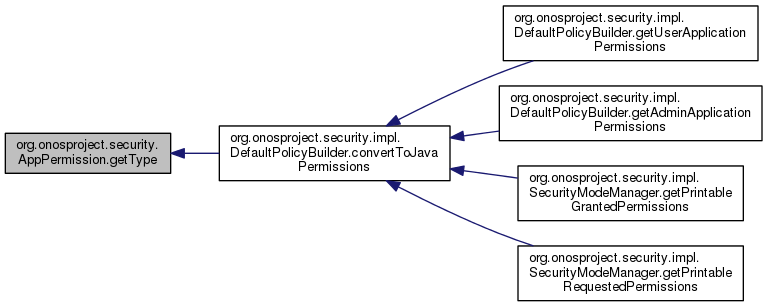 org.onosproject.security.
AppPermission.getType
org.onosproject.security.impl.
DefaultPolicyBuilder.convertToJava
Permissions
org.onosproject.security.impl.
DefaultPolicyBuilder.getUserApplication
Permissions
org.onosproject.security.impl.
DefaultPolicyBuilder.getAdminApplication
Permissions
org.onosproject.security.impl.
SecurityModeManager.getPrintable
GrantedPermissions
org.onosproject.security.impl.
SecurityModeManager.getPrintable
RequestedPermissions